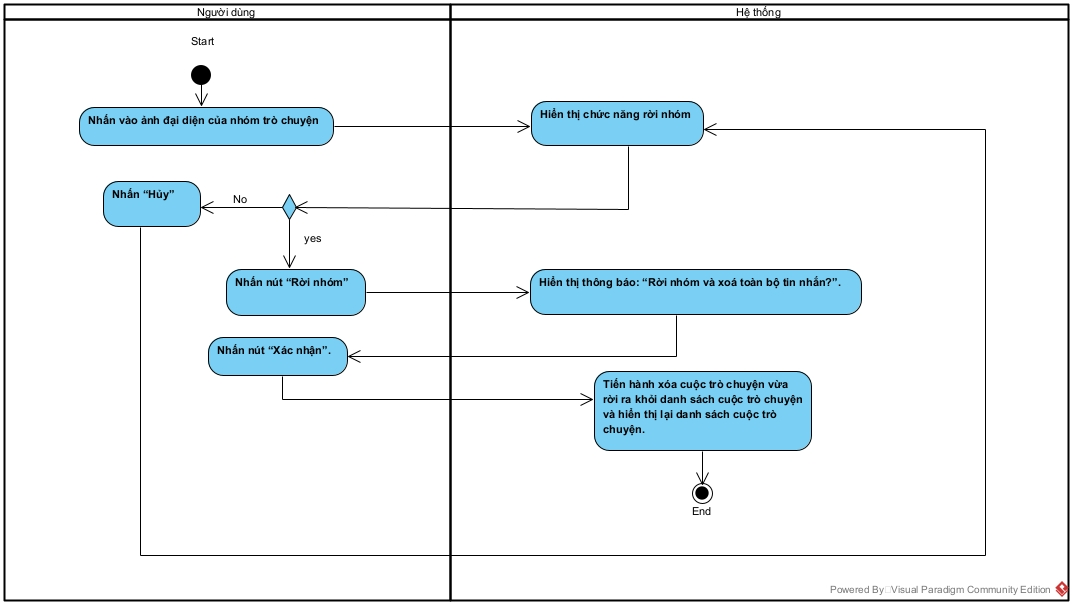 Người dùng
Hệ thống
Start
Nhấn vào ảnh đại diện của nhóm trò chuyện
Hiển thị chức năng rời nhóm
Nhấn “Hủy”
No
yes
Nhấn nút “Rời nhóm”
Hiển thị thông báo: “Rời nhóm và xoá toàn bộ tin nhắn?”.
Nhấn nút “Xác nhận”.
Tiến hành xóa cuộc trò chuyện vừa
rời ra khỏi danh sách cuộc trò chuyện
và hiển thị lại danh sách cuộc trò
chuyện.
End
Powered By Visual Paradigm Community Edition